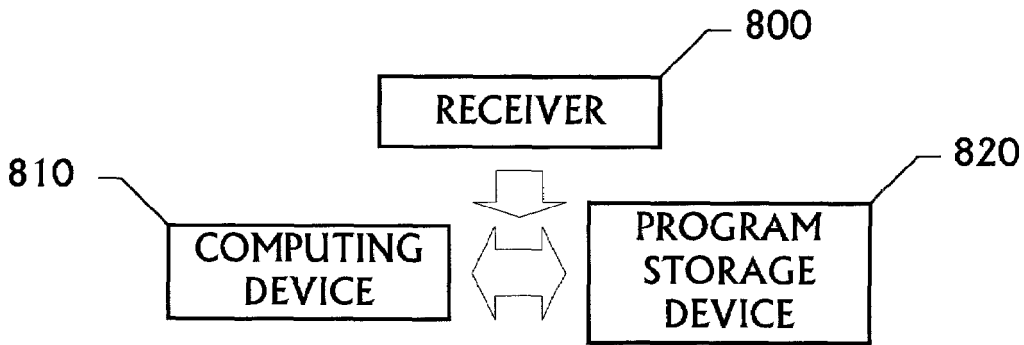 800
RECEIVER
810
820
COMPUTING
DEVICE
PROGRAM
STORAGE
DEVICE